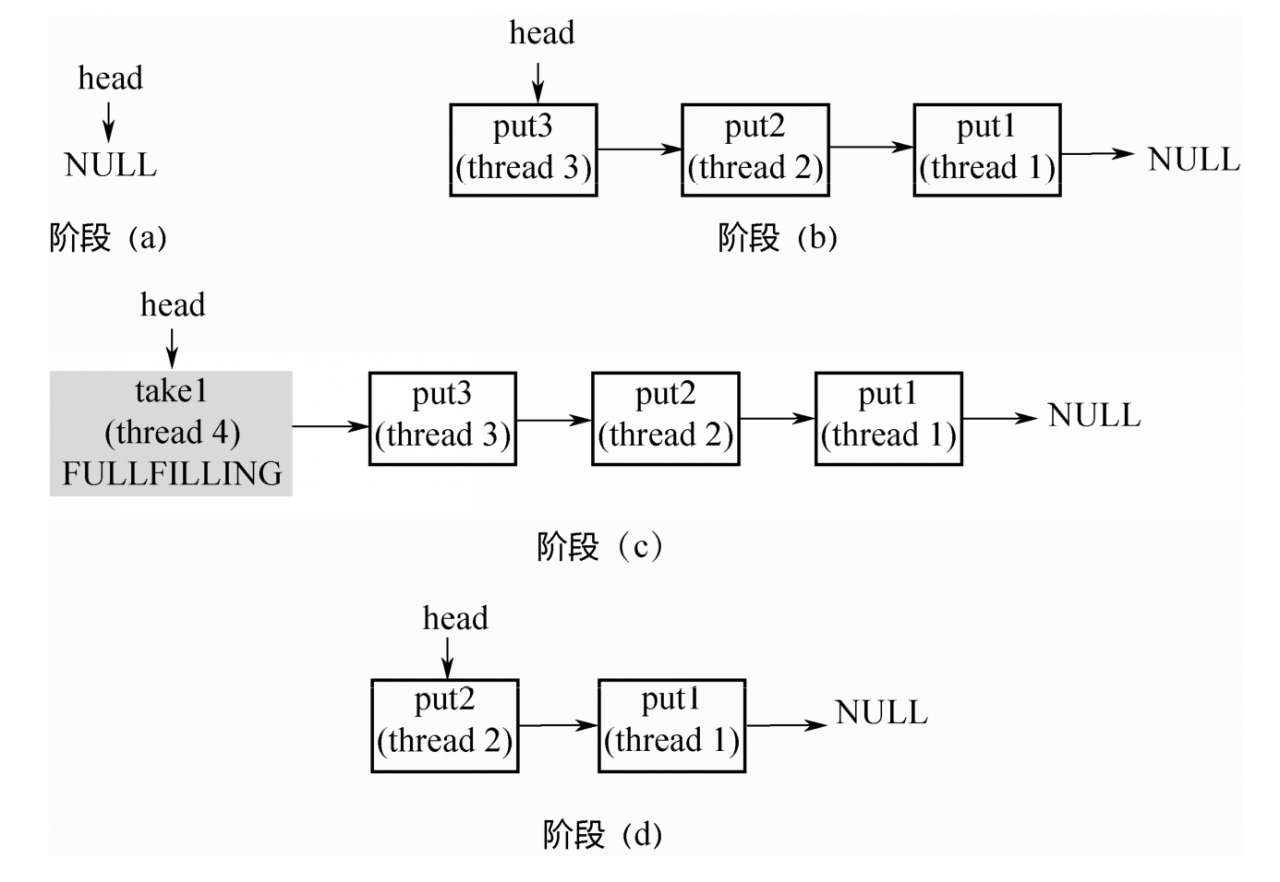 head
NULL
阶段 (a)
head
put3
(thread 3)
put2
(thread 2)
put1
(thread 1)
NULL
阶段 (b)
head
take1
(thread 4)
FULLFILLING
put3
(thread 3)
put2
(thread 2)
put1
(thread 1)
NULL
阶段（c）
head
put2
(thread 2)
put1
(thread 1)
NULL
阶段 (d)